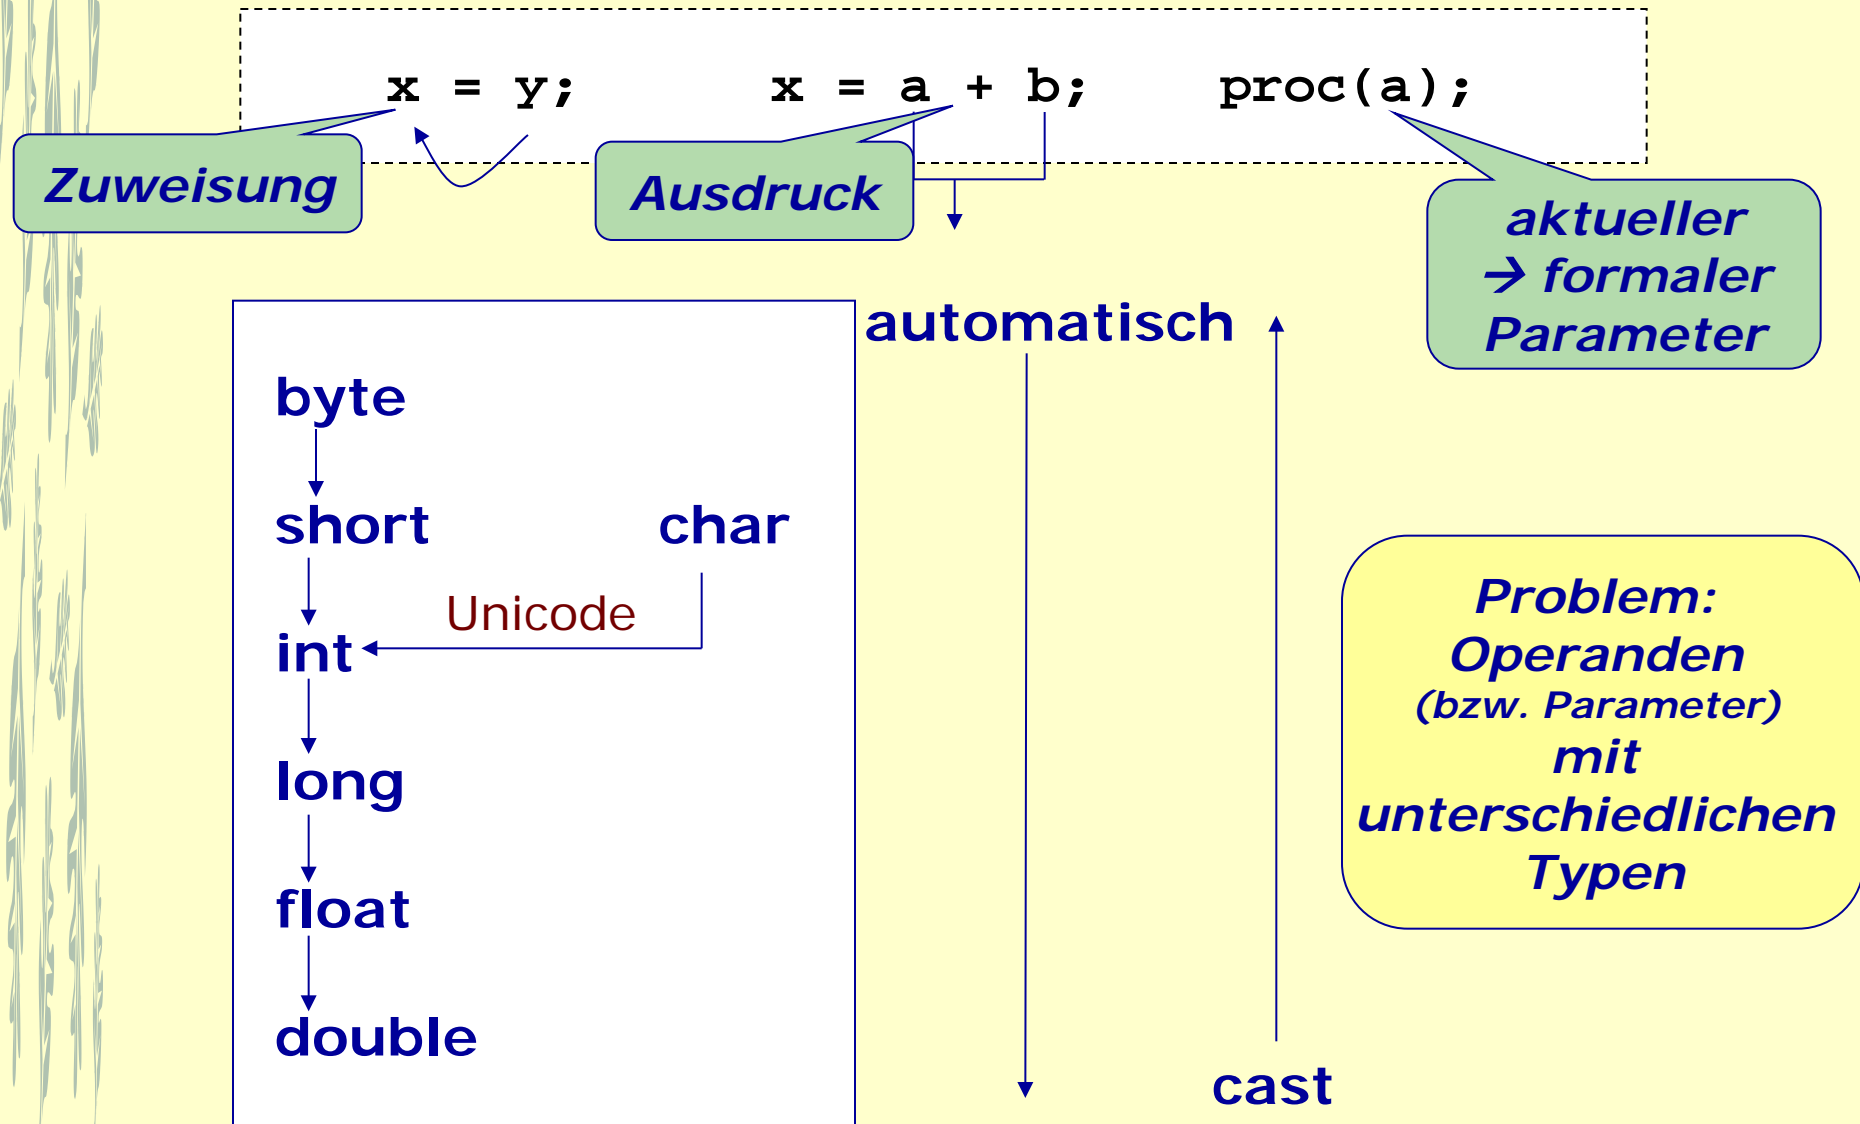 x = y; x = a + b; proc(a);
Zuweisung
Ausdruck
aktueller
→ formaler
Parameter
automatisch
byte
short char
Unicode
int
long
float
double
cast
Problem:
Operanden
(bzw. Parameter)
mit
unterschiedlichen
Typen